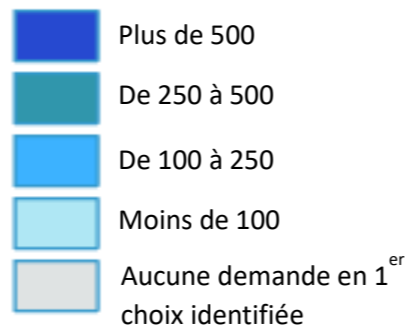 Plus de 500
De 250 à 500
De 100 à 250
Moins de 100
Aucune demande en 1er
choix identifiée